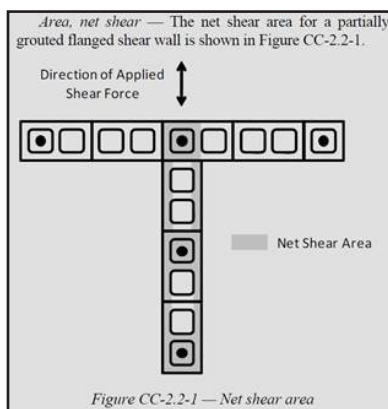 Area, net shear — The net shear area for a partially
grouted flanged shear wall is shown in Figure CC-2.2-1.
Direction of Applied
Shear Force
Net Shear Area
Figure CC-2.2-1 — Net shear area